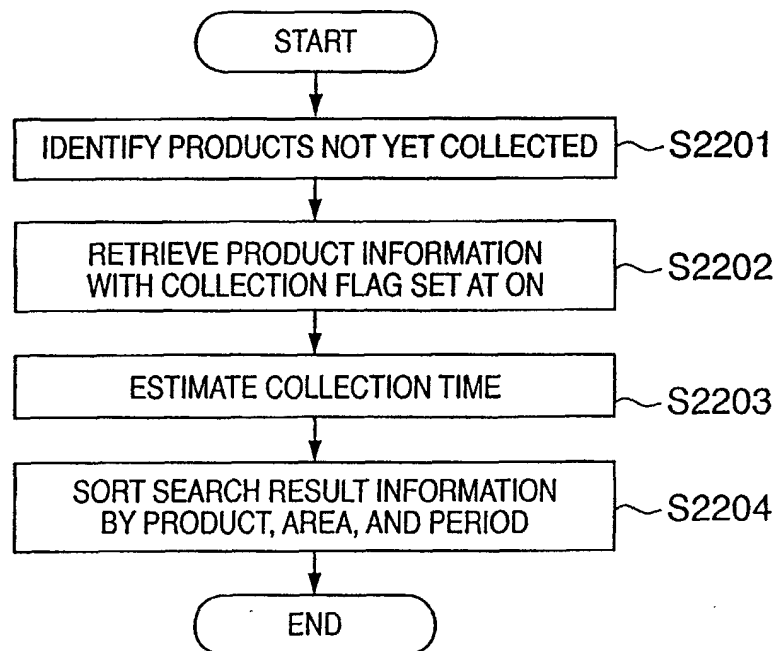 START
IDENTIFY PRODUCTS NOT YET COLLECTED
S2201
RETRIEVE PRODUCT INFORMATION
WITH COLLECTION FLAG SET AT ON
S2202
ESTIMATE COLLECTION TIME
S2203
SORT SEARCH RESULT INFORMATION
BY PRODUCT, AREA, AND PERIOD
S2204
END